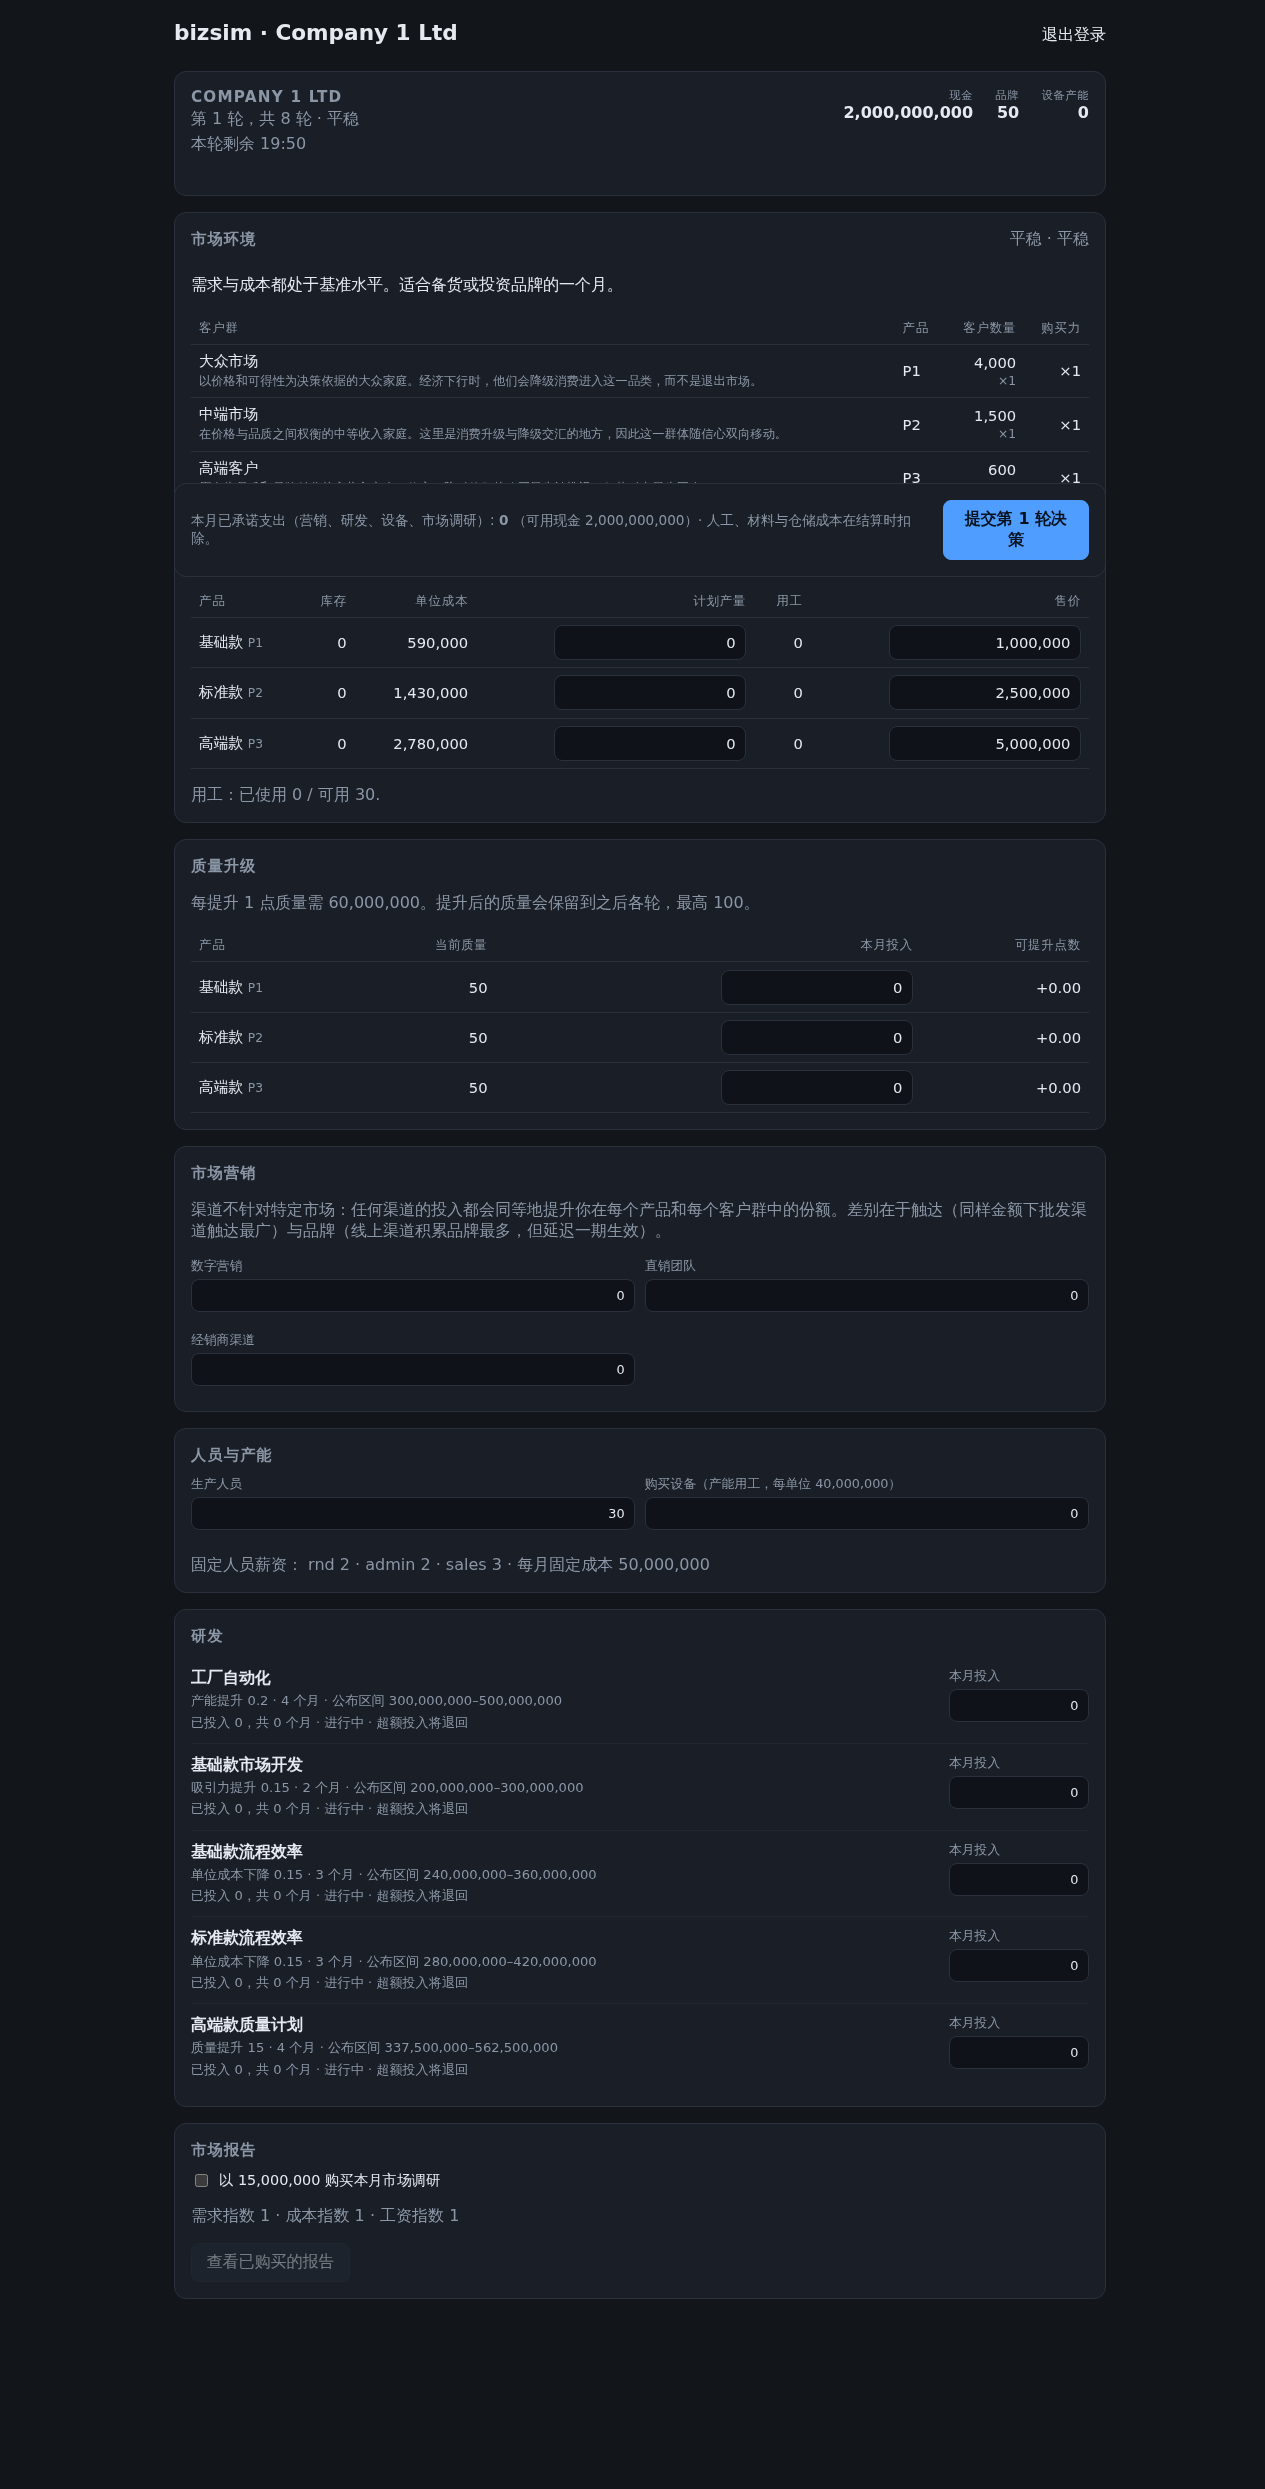 bizsim · Company 1 Ltd
退出登录
COMPANY 1 LTD
第 1 轮，共 8 轮 · 平稳
本轮剩余 19:50
现金
2,000,000,000
品牌
50
设备产能
0
市场环境
平稳 · 平稳
需求与成本都处于基准水平。适合备货或投资品牌的一个月。
客户群 产品 客户数量 购买力
大众市场
以价格和可得性为决策依据的大众家庭。经济下行时，他们会降级消费进入这一品类，而不是退出市场。
P1 4,000 ×1 ×1
中端市场
在价格与品质之间权衡的中等收入家庭。这里是消费升级与降级交汇的地方，因此这一群体随信心双向移动。
P2 1,500 ×1 ×1
高端客户
P3 600 ×1
本月已承诺支出（营销、研发、设备、市场调研）: 0 （可用现金 2,000,000,000）· 人工、材料与仓储成本在结算时扣
除。
提交第 1 轮决
策
产品 库存 单位成本 计划产量 用工 售价
基础款 P1 0 590,000 0 0 1,000,000
标准款 P2 0 1,430,000 0 0 2,500,000
高端款 P3 0 2,780,000 0 0 5,000,000
用工：已使用 0 / 可用 30.
质量升级
每提升 1 点质量需 60,000,000。提升后的质量会保留到之后各轮，最高 100。
产品 当前质量 本月投入 可提升点数
基础款 P1 50 0 +0.00
标准款 P2 50 0 +0.00
高端款 P3 50 0 +0.00
市场营销
渠道不针对特定市场：任何渠道的投入都会同等地提升你在每个产品和每个客户群中的份额。差别在于触达（同样金额下批发渠
道触达最广）与品牌（线上渠道积累品牌最多，但延迟一期生效）。
数字营销
0
直销团队
0
经销商渠道
0
人员与产能
生产人员
30
购买设备（产能用工，每单位 40,000,000）
0
固定人员薪资： rnd 2 · admin 2 · sales 3 · 每月固定成本 50,000,000
研发
工厂自动化
产能提升 0.2 · 4 个月 · 公布区间 300,000,000–500,000,000
已投入 0，共 0 个月 · 进行中 · 超额投入将退回
本月投入
0
基础款市场开发
吸引力提升 0.15 · 2 个月 · 公布区间 200,000,000–300,000,000
已投入 0，共 0 个月 · 进行中 · 超额投入将退回
本月投入
0
基础款流程效率
单位成本下降 0.15 · 3 个月 · 公布区间 240,000,000–360,000,000
已投入 0，共 0 个月 · 进行中 · 超额投入将退回
本月投入
0
标准款流程效率
单位成本下降 0.15 · 3 个月 · 公布区间 280,000,000–420,000,000
已投入 0，共 0 个月 · 进行中 · 超额投入将退回
本月投入
0
高端款质量计划
质量提升 15 · 4 个月 · 公布区间 337,500,000–562,500,000
已投入 0，共 0 个月 · 进行中 · 超额投入将退回
本月投入
0
市场报告
以 15,000,000 购买本月市场调研
需求指数 1 · 成本指数 1 · 工资指数 1
查看已购买的报告